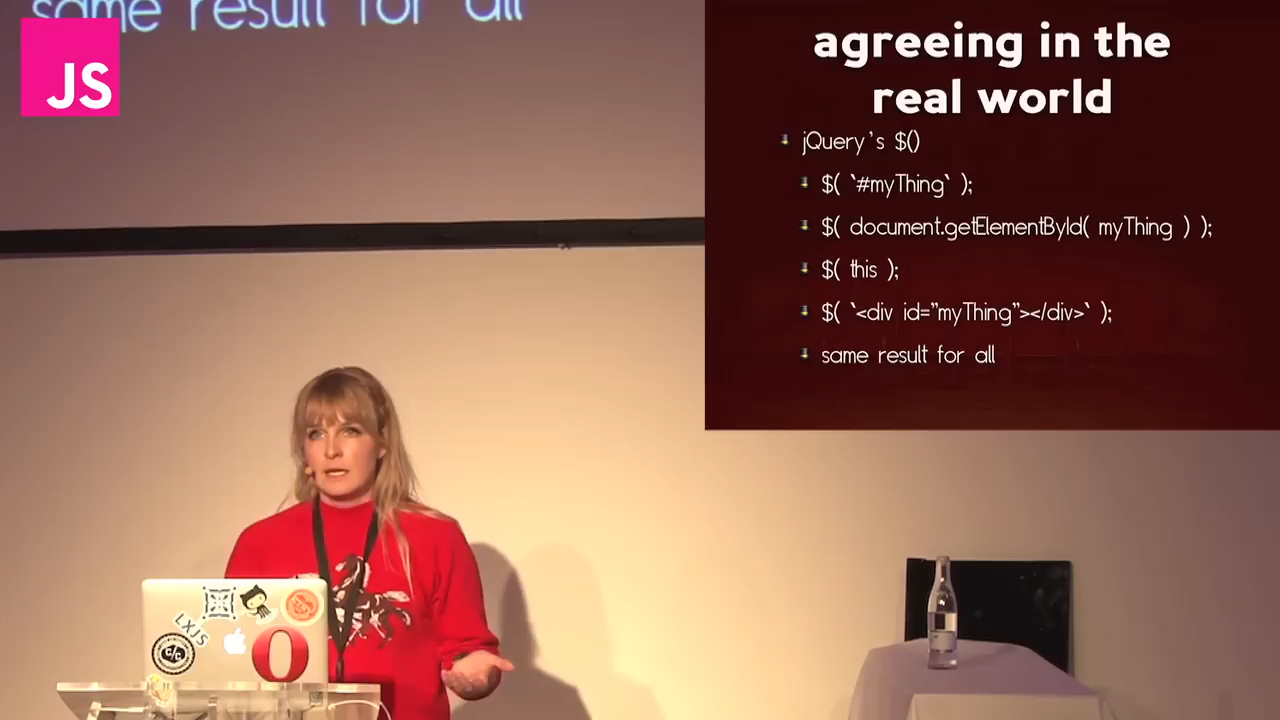 same result for all
JS
agreeing in the
real world
jQuery's $()
$( `#myThing` );
$( document.getElementById( myThing ) );
$( this );
$( `<div id="myThing"></div>` );
same result for all
LXJS
C/C